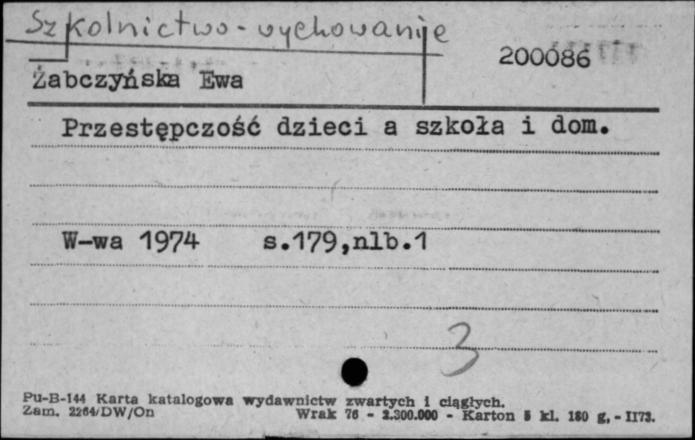 Szkolnictwo - wychowanie
200086
Żabczyńska Ewa
Przestępczość dzieci a szkoła i dom.
W-wa 1974 s.179,nlb.1
3
Pu-B-144 Karta katalogowa wydawnictw zwartych i ciągłych.
Zam. 2264/DW/On Wrak 76 - 2.300.000 - Karton 5 kl. 180 g, - II73.